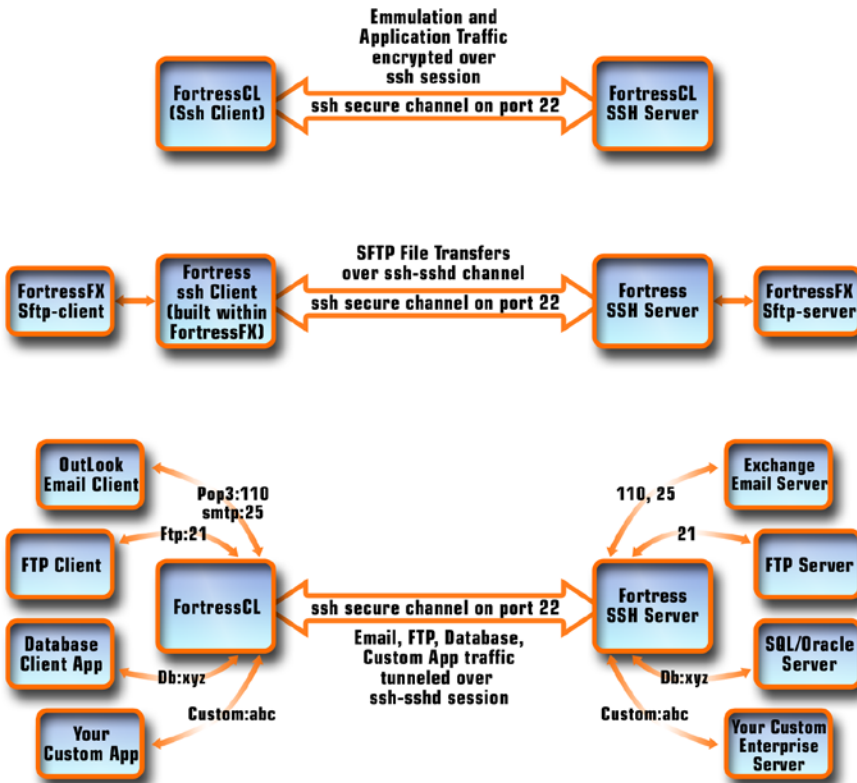 Emmulation and
Application Traffic
encrypted over
ssh session
FortressCL
(Ssh Client)
ssh secure channel on port 22
FortressCL
SSH Server
SFTP File Transfers
over ssh-sshd channel
FortressFX
Sftp-client
Fortress
ssh Client
(built within
FortressFX)
ssh secure channel on port 22
Fortress
SSH Server
FortressFX
Sftp-server
OutLook
Email Client
Pop3:110
smtp:25
110, 25
Exchange
Email Server
FTP Client
Ftp:21
21
FTP Server
FortressCL
ssh secure channel on port 22
Fortress
SSH Server
Email, FTP, Database,
Custom App traffic
tunneled over
ssh-sshd session
Database
Client App
Db:xyz
Db:xyz
SQL/Oracle
Server
Your
Custom App
Custom:abc
Custom:abc
Your Custom
Enterprise
Server